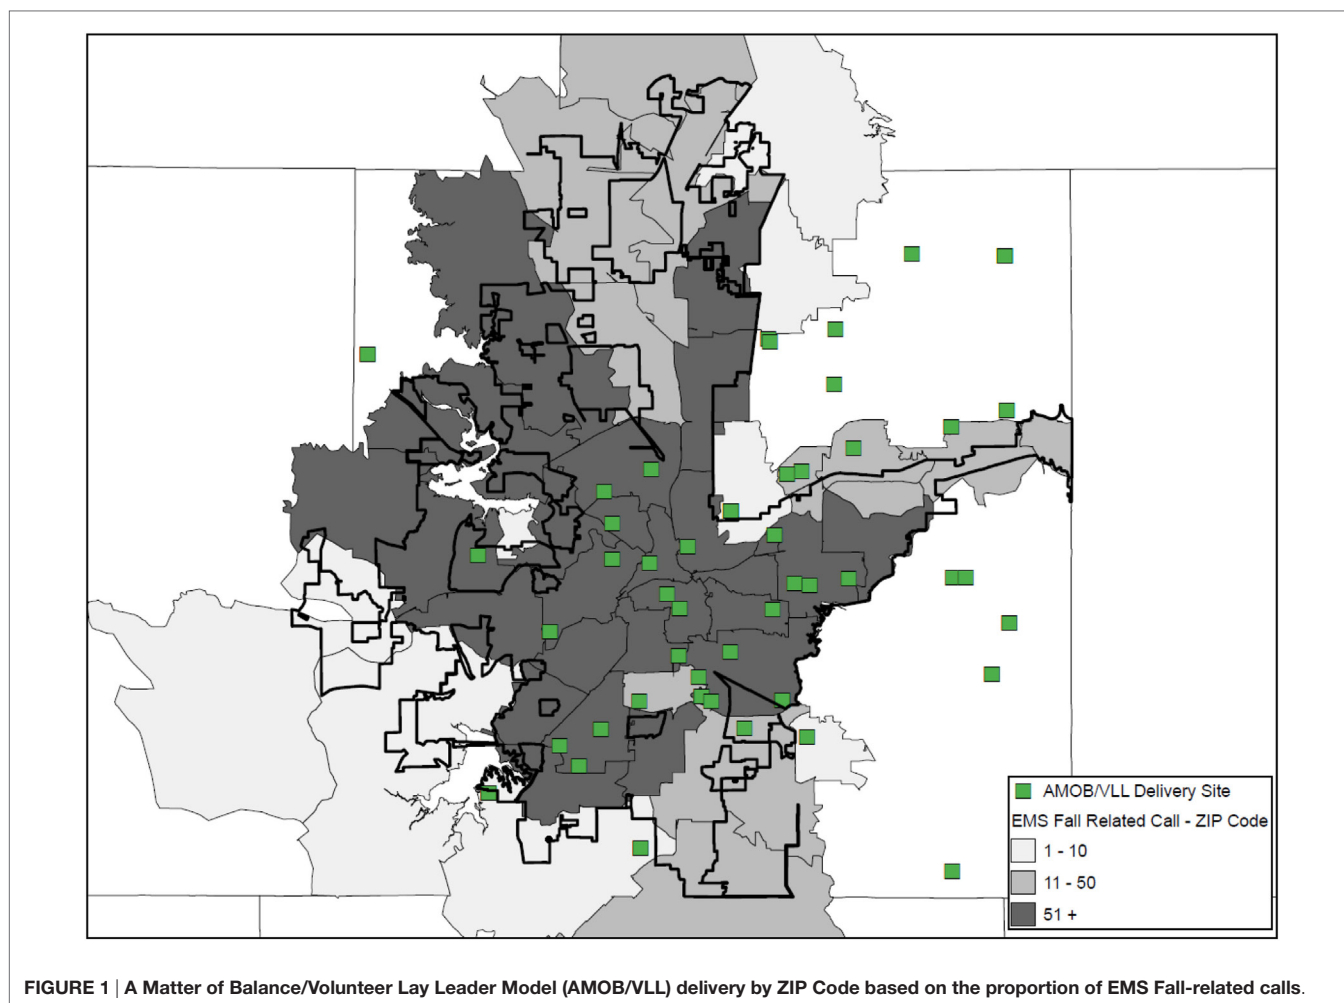 AMOB/VLL Delivery Site
EMS Fall Related Call - ZIP Code
1 - 10
11 - 50
51 +
FIGURE 1 | A Matter of Balance/Volunteer Lay Leader Model (AMOB/VLL) delivery by ZIP Code based on the proportion of EMS Fall-related calls.